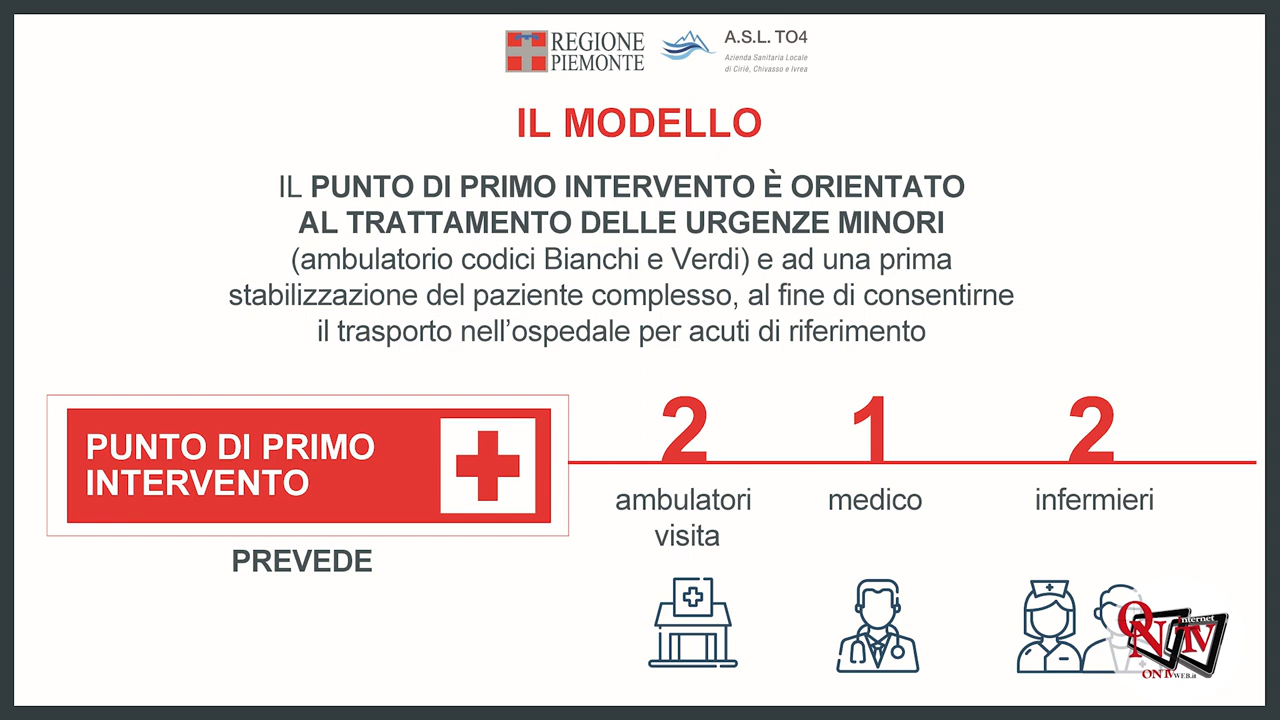 REGIONE
PIEMONTE
A.S.L. TO4
Azienda Sanitaria Locale
di Ciriè, Chivasso e Ivrea
IL MODELLO
IL PUNTO DI PRIMO INTERVENTO È ORIENTATO
AL TRATTAMENTO DELLE URGENZE MINORI
(ambulatorio codici Bianchi e Verdi) e ad una prima
stabilizzazione del paziente complesso, al fine di consentirne
il trasporto nell’ospedale per acuti di riferimento
PUNTO DI PRIMO
INTERVENTO
PREVEDE
2
ambulatori
visita
1
medico
2
infermieri
ON
internet
TV
ON TVWEB.it